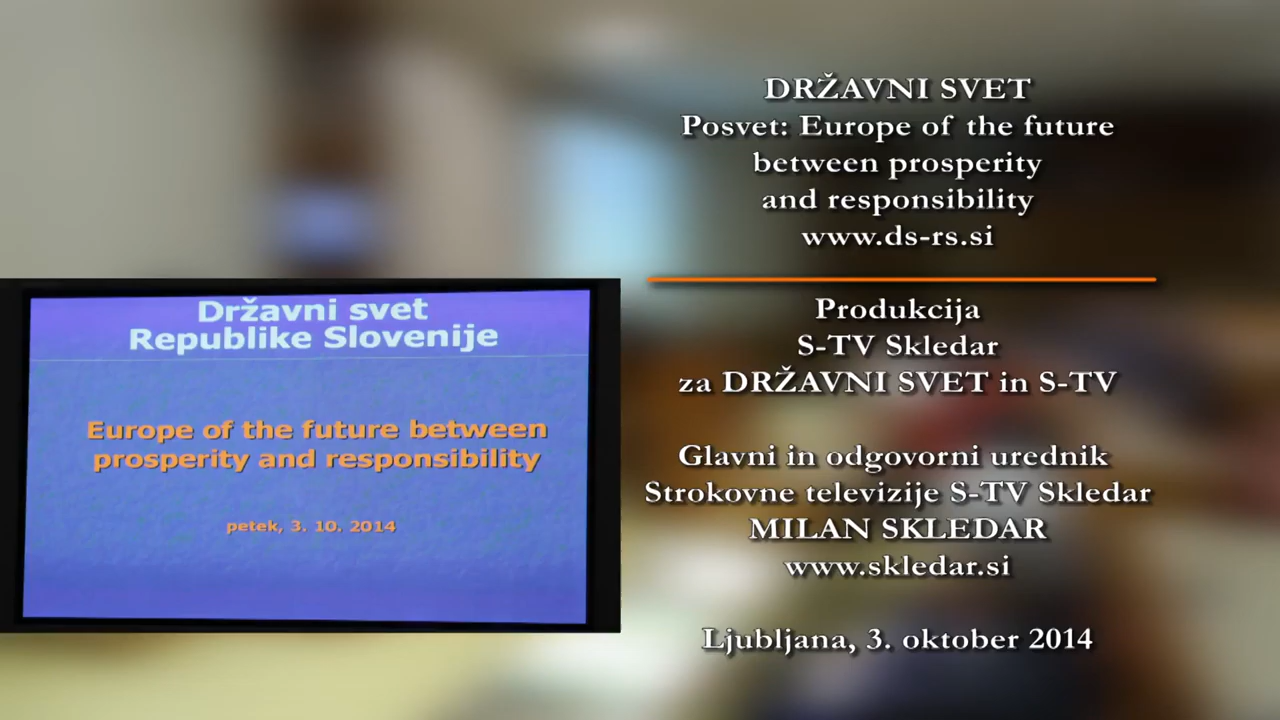 DRŽAVNI SVET
Posvet: Europe of the future
between prosperity
and responsibility
www.ds-rs.si
Produkcija
S-TV Skledar
za DRŽAVNI SVET in S-TV
Glavni in odgovorni urednik
Strokovne televizije S-TV Skledar
MILAN SKLEDAR
www.skledar.si
Ljubljana, 3. oktober 2014
Državni svet
Republike Slovenije
Europe of the future between
prosperity and responsibility
petek, 3. 10. 2014